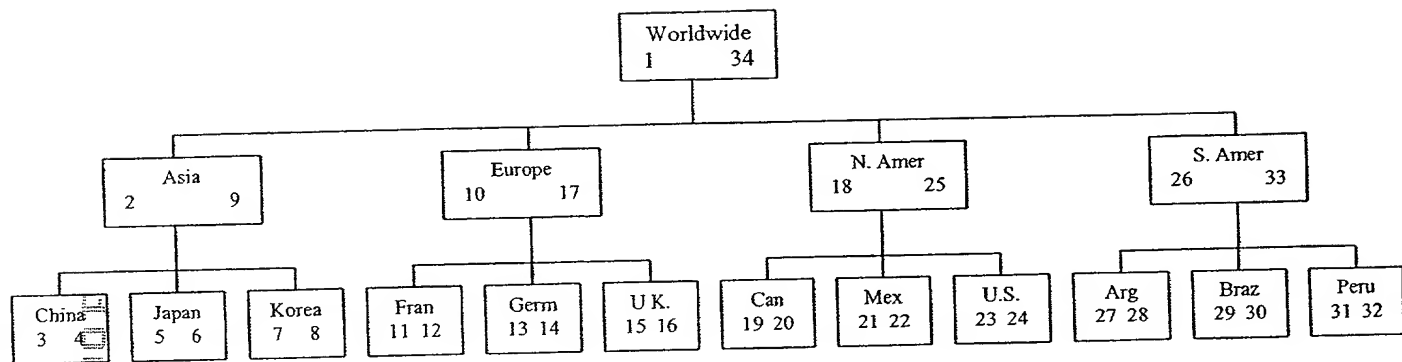 Worldwide
1 34
Asia
2 9
Europe
10 17
N. Amer
18 25
S. Amer
26 33
China
3 4
Japan
5 6
Korea
7 8
Fran
11 12
Germ
13 14
U K.
15 16
Can
19 20
Mex
21 22
U.S.
23 24
Arg
27 28
Braz
29 30
Peru
31 32